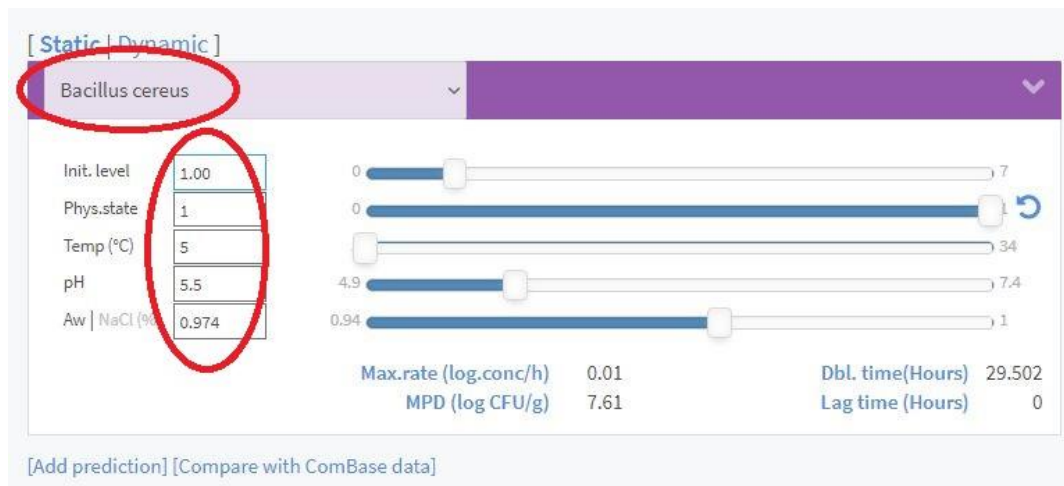 [ Static | Dynamic ]
Bacillus cereus
Init. level 1.00 0 7
Phys.state 1 0 1
Temp (°C) 5 34
pH 5.5 4.9 7.4
Aw | NaCl (% 0.974 0.94 1
Max.rate (log.conc/h) 0.01 Dbl. time(Hours) 29.502
MPD (log CFU/g) 7.61 Lag time (Hours) 0
[Add prediction] [Compare with ComBase data]